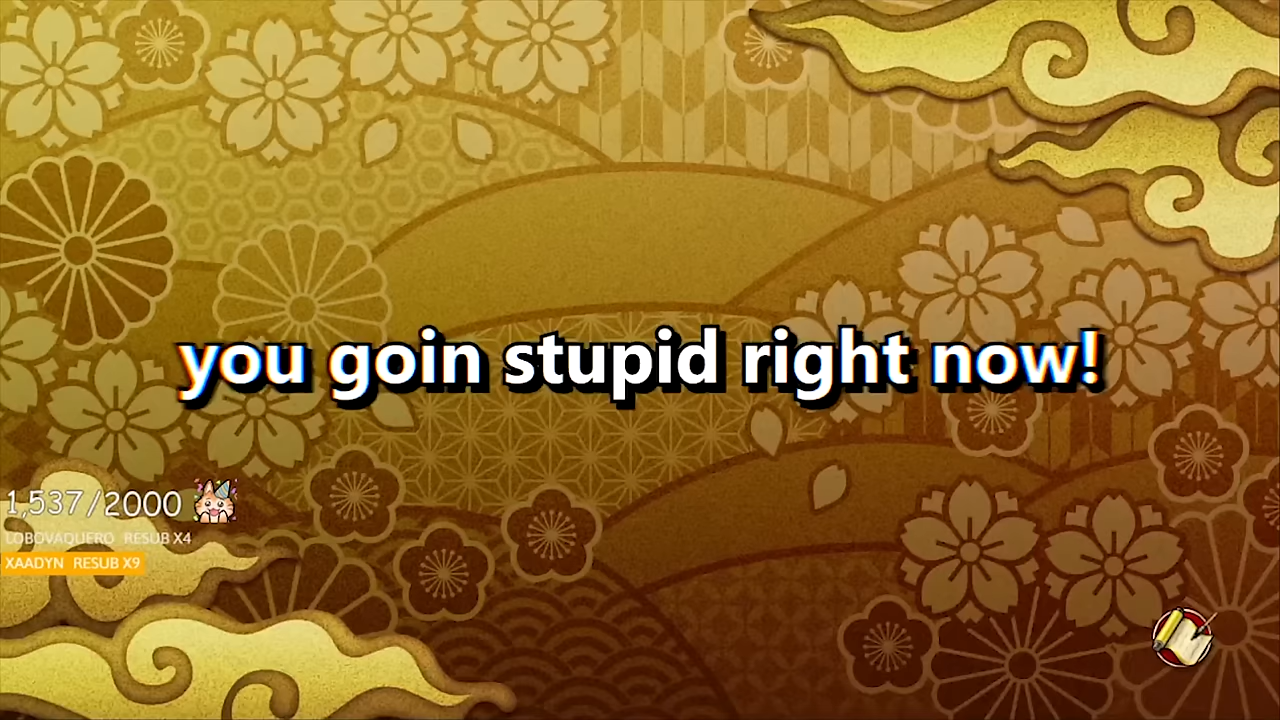 you goin stupid right now!
1,537/2000
LOBOVAQUERO RESUB X4
XAADYN RESUB X9